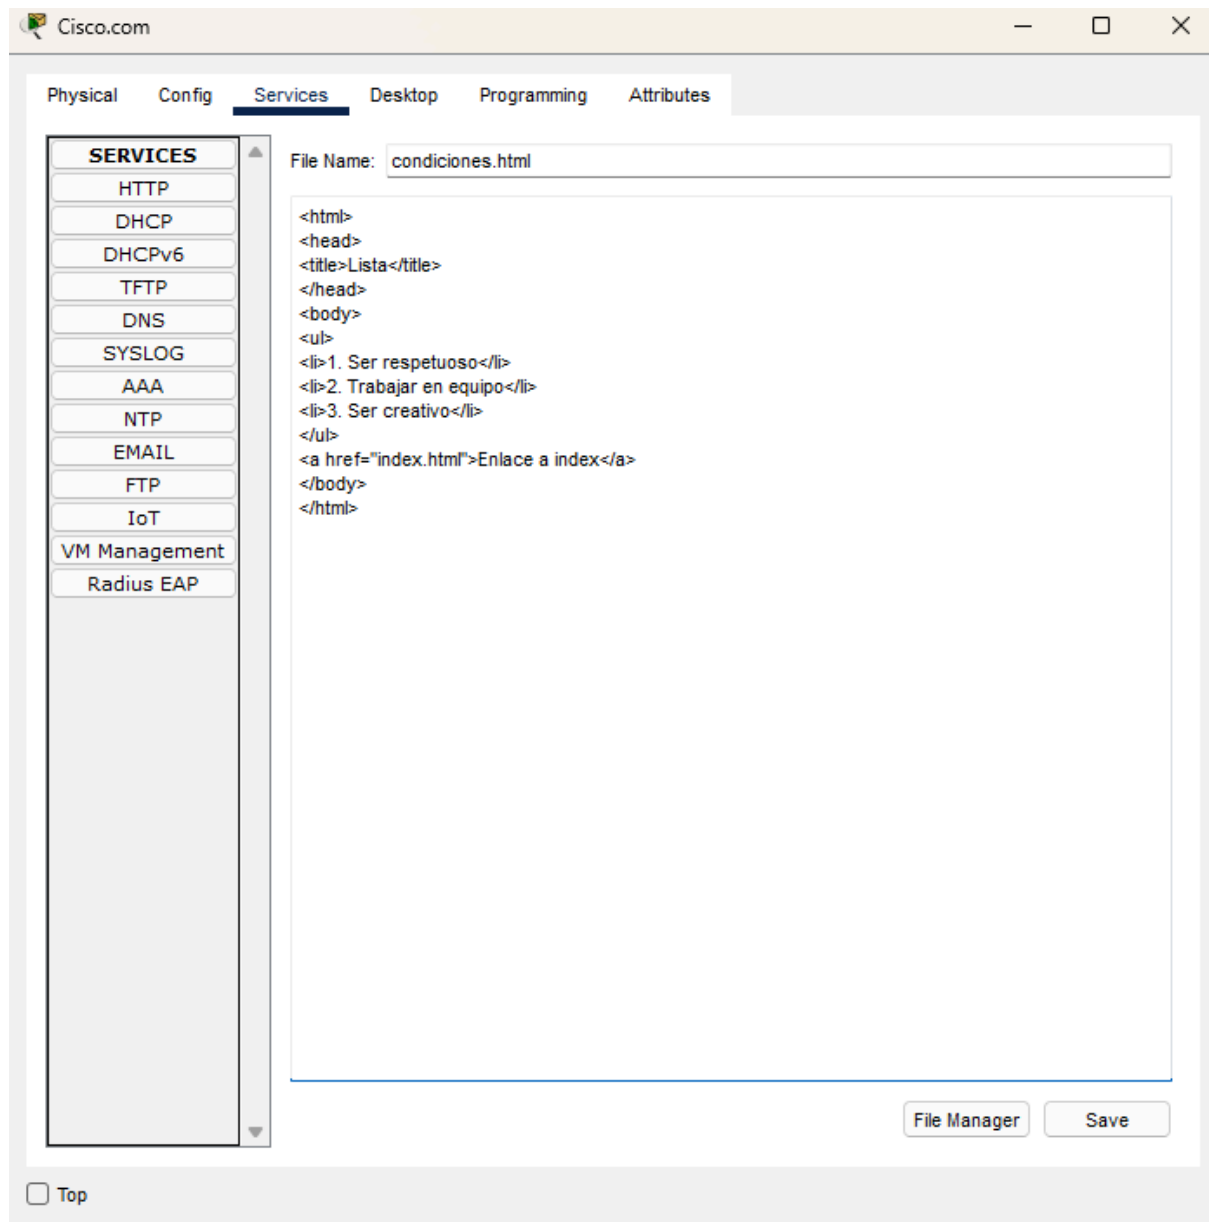 Cisco.com
Physical Config Services Desktop Programming Attributes
SERVICES
HTTP
DHCP
DHCPv6
TFTP
DNS
SYSLOG
AAA
NTP
EMAIL
FTP
IoT
VM Management
Radius EAP
File Name: condiciones.html
<html>
<head>
<title>Lista</title>
</head>
<body>
<ul>
<li>1. Ser respetuoso</li>
<li>2. Trabajar en equipo</li>
<li>3. Ser creativo</li>
</ul>
<a href="index.html">Enlace a index</a>
</body>
</html>
File Manager Save
Top